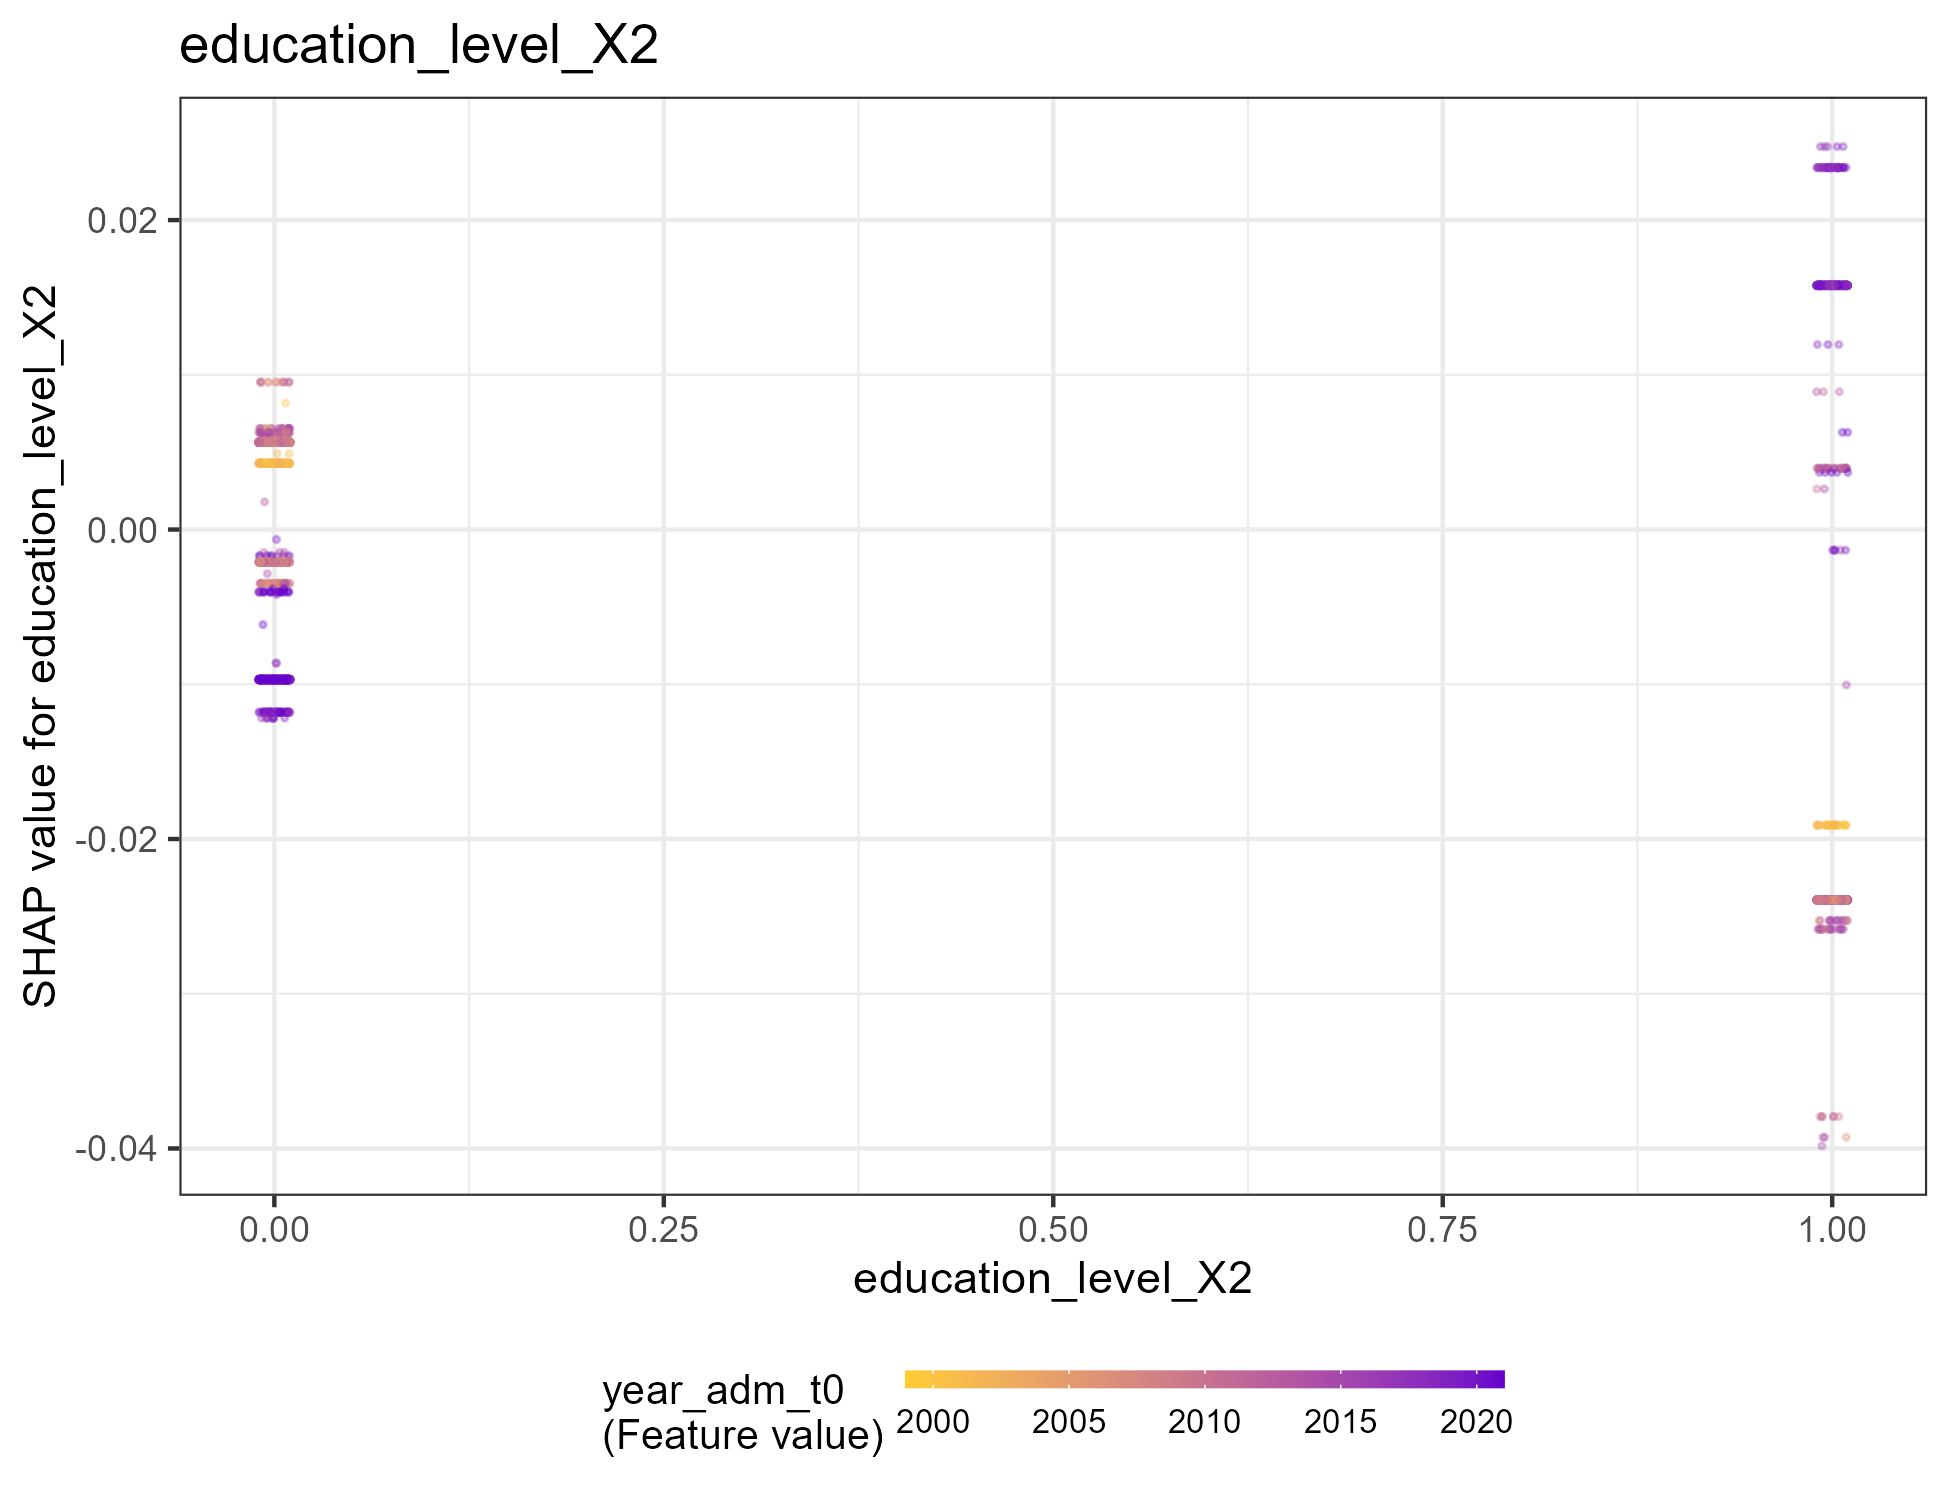 education_level_X2
SHAP value for education_level_X2
0.02
0.00
-0.02
-0.04
0.00 0.25 0.50 0.75 1.00
education_level_X2
year_adm_t0
(Feature value)
2000 2005 2010 2015 2020